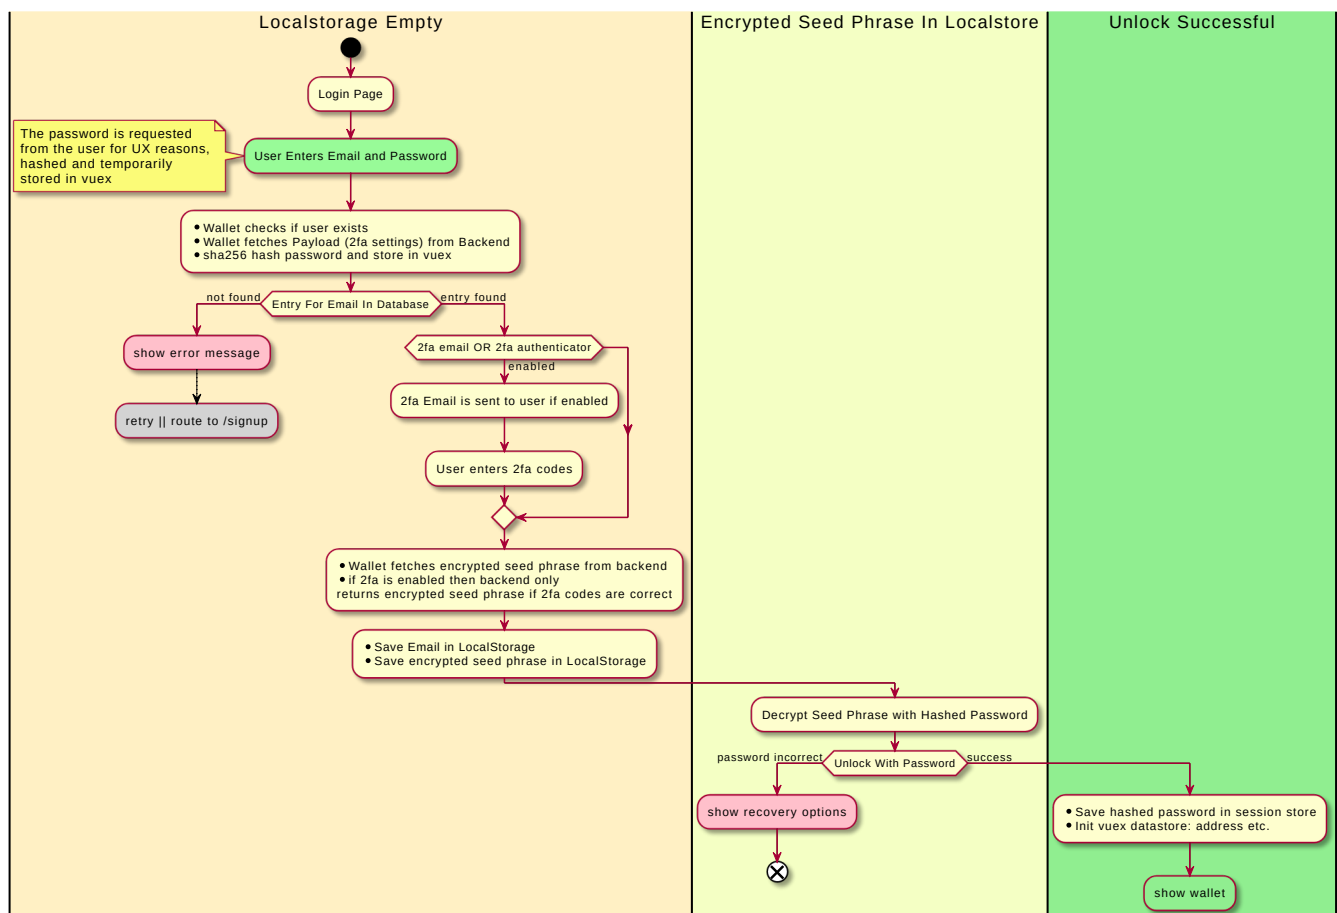 Localstorage Empty
Encrypted Seed Phrase In Localstore
Unlock Successful
Login Page
The password is requested
from the user for UX reasons,
hashed and temporarily
stored in vuex
User Enters Email and Password
Wallet checks if user exists
Wallet fetches Payload (2fa settings) from Backend
sha256 hash password and store in vuex
not found
Entry For Email In Database
entry found
show error message
retry || route to /signup
2fa email OR 2fa authenticator
enabled
2fa Email is sent to user if enabled
User enters 2fa codes
Wallet fetches encrypted seed phrase from backend
if 2fa is enabled then backend only
returns encrypted seed phrase if 2fa codes are correct
Save Email in LocalStorage
Save encrypted seed phrase in LocalStorage
Decrypt Seed Phrase with Hashed Password
password incorrect
Unlock With Password
success
show recovery options
Save hashed password in session store
Init vuex datastore: address etc.
show wallet